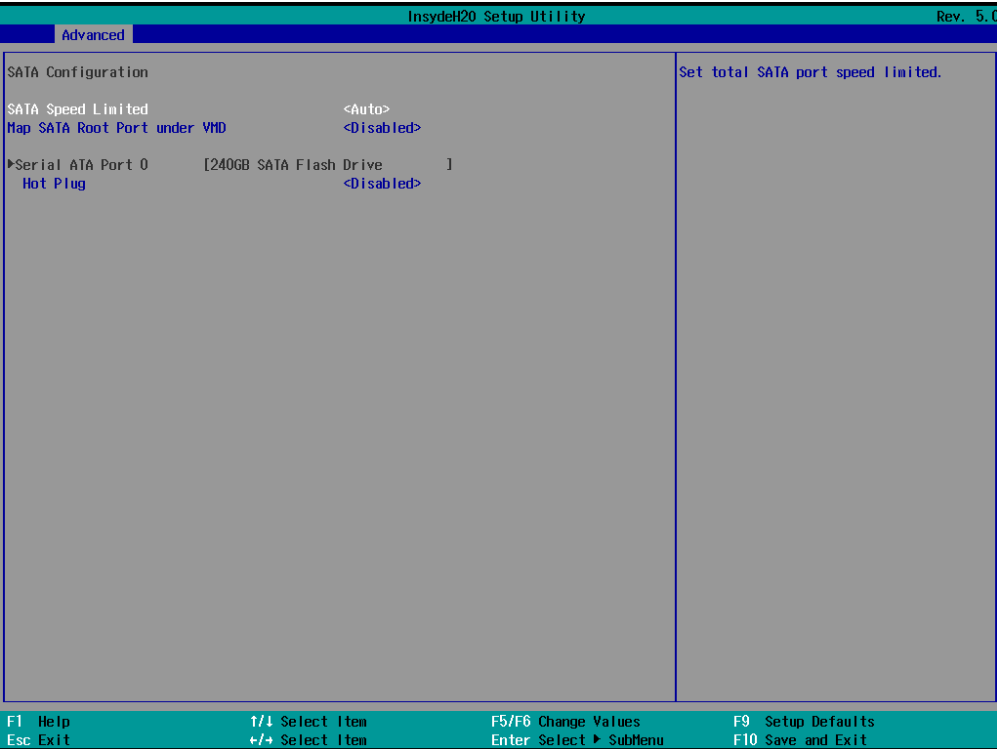 InsydeH20 Setup Utility Rev. 5.0
Advanced
SATA Configuration
Set total SATA port speed limited.
SATA Speed Limited <Auto>
Map SATA Root Port under VMD <Disabled>
▶Serial ATA Port 0 [240GB SATA Flash Drive ]
Hot Plug <Disabled>
F1 Help ↑/↓ Select Item F5/F6 Change Values F9 Setup Defaults
Esc Exit ←/→ Select Item Enter Select ▶ SubMenu F10 Save and Exit